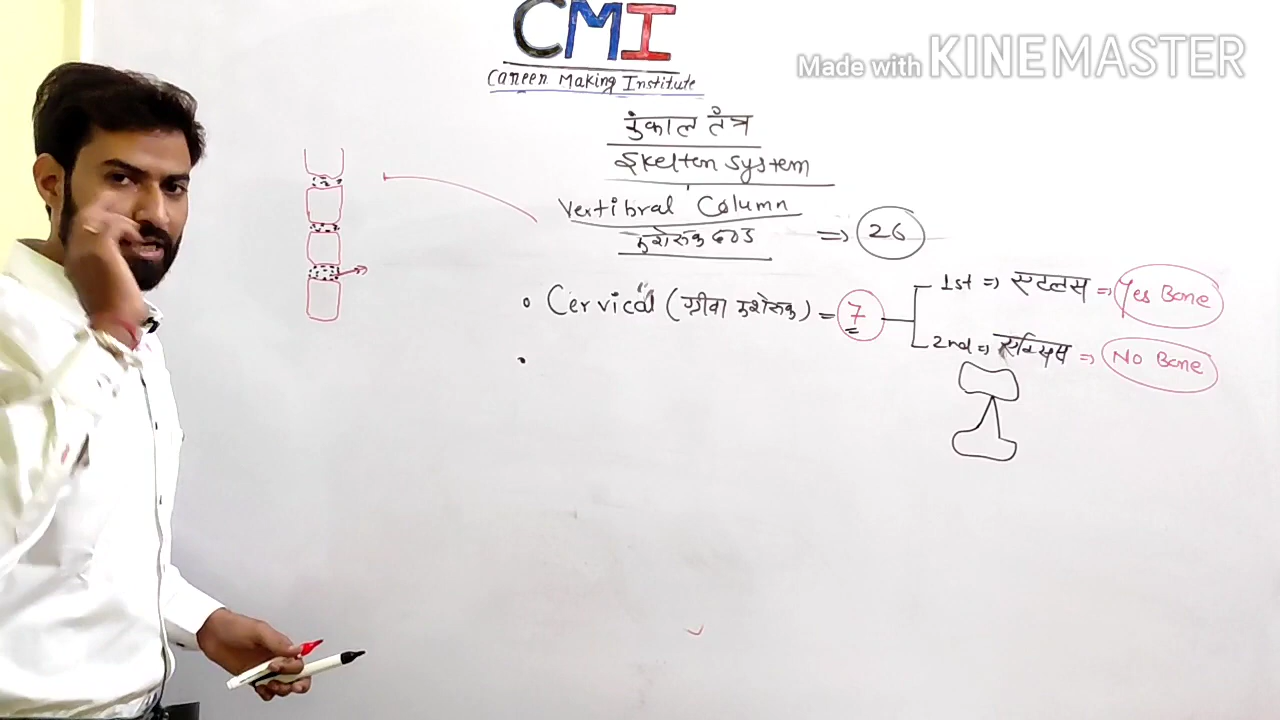 CMI
Made with KINEMASTER
Career Making Institute
कंकाल तंत्र
Skelton System
Vertibral Column
कशेरुक दण्ड ⇒ 26
Cervical (ग्रीवा कशेरुक) = 7
1st ⇒ एटलस ⇒ Yes Bone
2nd ⇒ एक्सिस ⇒ No Bone